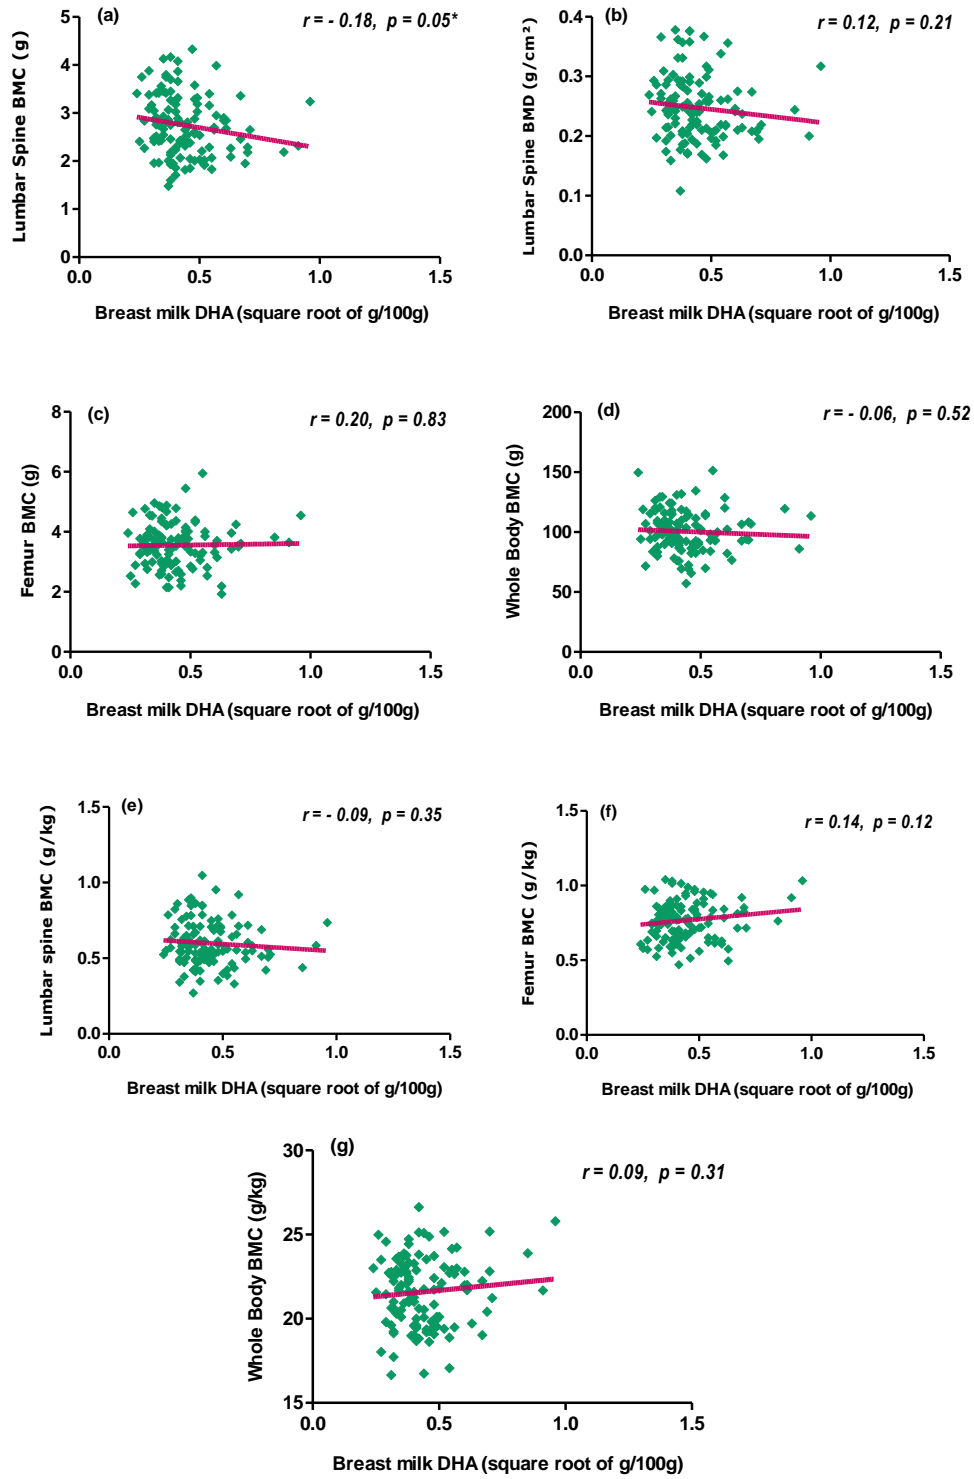 (a)
r = - 0.18, p = 0.05*
Lumbar Spine BMC (g)
5
4
3
2
1
0
0.0 0.5 1.0 1.5
Breast milk DHA (square root of g/100g)
(b)
r = 0.12, p = 0.21
Lumbar Spine BMD (g/cm²)
0.4
0.3
0.2
0.1
0.0
0.0 0.5 1.0 1.5
Breast milk DHA (square root of g/100g)
(c)
r = 0.20, p = 0.83
Femur BMC (g)
8
6
4
2
0
0.0 0.5 1.0 1.5
Breast milk DHA (square root of g/100g)
(d)
r = - 0.06, p = 0.52
Whole Body BMC (g)
200
150
100
50
0
0.0 0.5 1.0 1.5
Breast milk DHA (square root of g/100g)
(e)
r = - 0.09, p = 0.35
Lumbar spine BMC (g/kg)
1.5
1.0
0.5
0.0
0.0 0.5 1.0 1.5
Breast milk DHA (square root of g/100g)
(f)
r = 0.14, p = 0.12
Femur BMC (g/kg)
1.5
1.0
0.5
0.0
0.0 0.5 1.0 1.5
Breast milk DHA (square root of g/100g)
(g)
r = 0.09, p = 0.31
Whole Body BMC (g/kg)
30
25
20
15
0.0 0.5 1.0 1.5
Breast milk DHA (square root of g/100g)